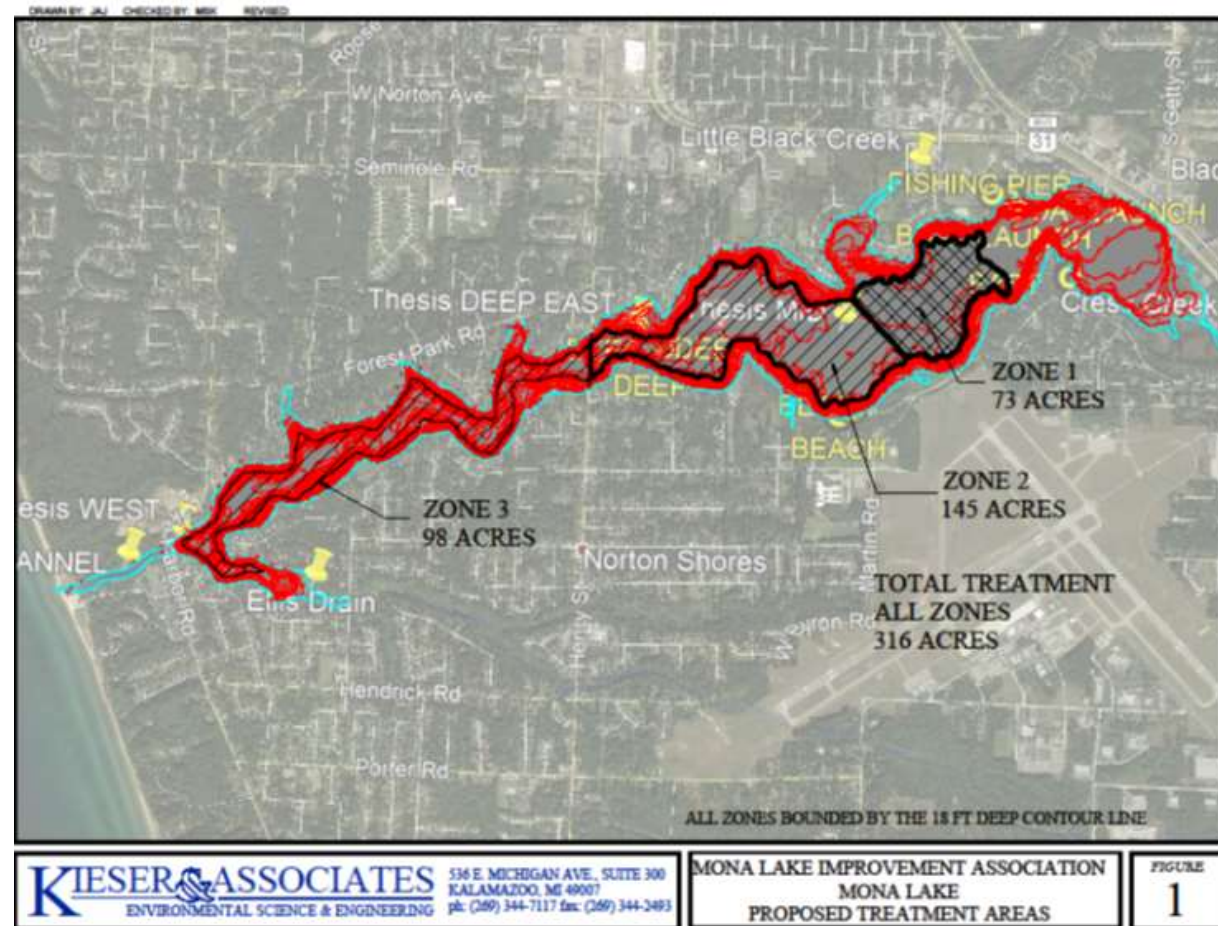 DRAWN BY: JAJ CHECKED BY: MSK REVISED:
W Norton Ave
Seminole Rd
Little Black Creek
31
S Getty St
FISHING PIER
LAUNCH
Thesis DEEP EAST
Forest Park Rd
DEEP
BEACH
ZONE 1
73 ACRES
ZONE 2
145 ACRES
ZONE 3
98 ACRES
Norton Shores
Henry St
Martin Rd
Ellis Drain
TOTAL TREATMENT
ALL ZONES
316 ACRES
Hendrick Rd
Porter Rd
ALL ZONES BOUNDED BY THE 18 FT DEEP CONTOUR LINE
KIESER & ASSOCIATES
ENVIRONMENTAL SCIENCE & ENGINEERING
536 E. MICHIGAN AVE., SUITE 300
KALAMAZOO, MI 49007
ph: (269) 344-7117 fax: (269) 344-2493
MONA LAKE IMPROVEMENT ASSOCIATION
MONA LAKE
PROPOSED TREATMENT AREAS
FIGURE
1